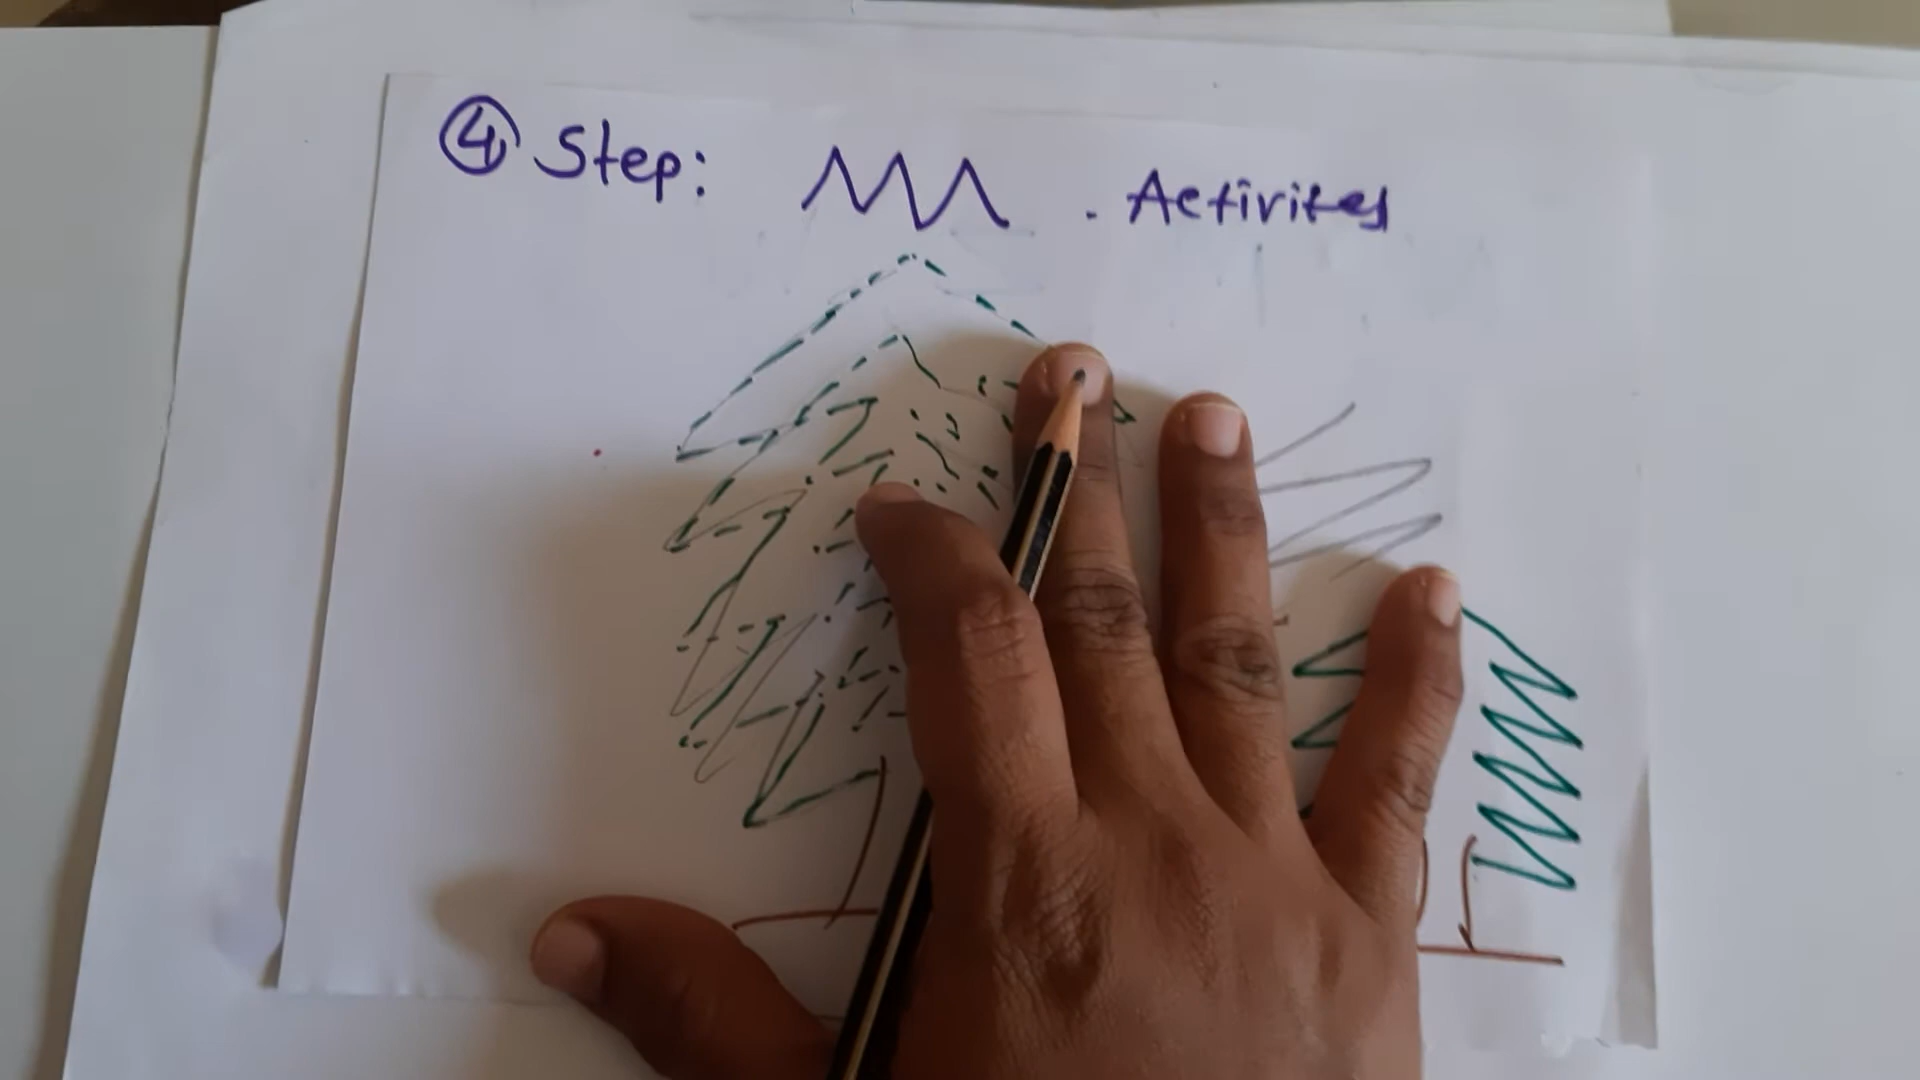 ④ Step: . Activites